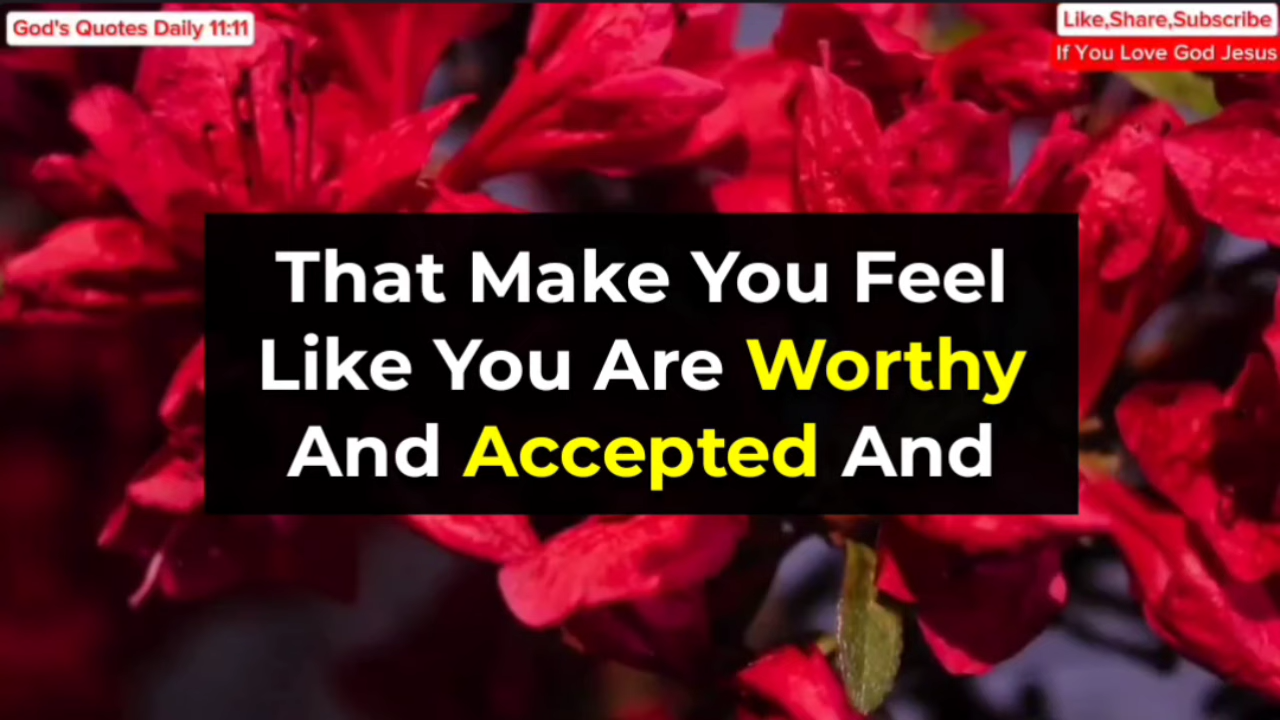 God's Quotes Daily 11:11
Like,Share,Subscribe
If You Love God Jesus
That Make You Feel
Like You Are Worthy
And Accepted And